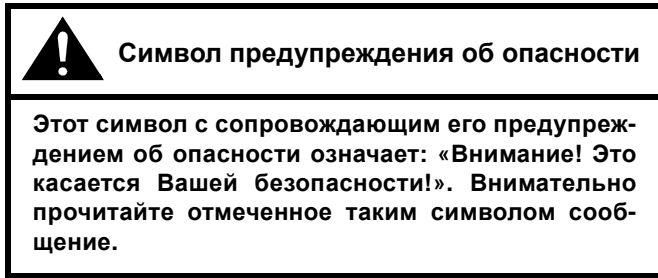 Символ предупреждения об опасности
Этот символ с сопровождающим его предупреж-
дением об опасности означает: «Внимание! Это
касается Вашей безопасности!». Внимательно
прочитайте отмеченное таким символом сооб-
щение.